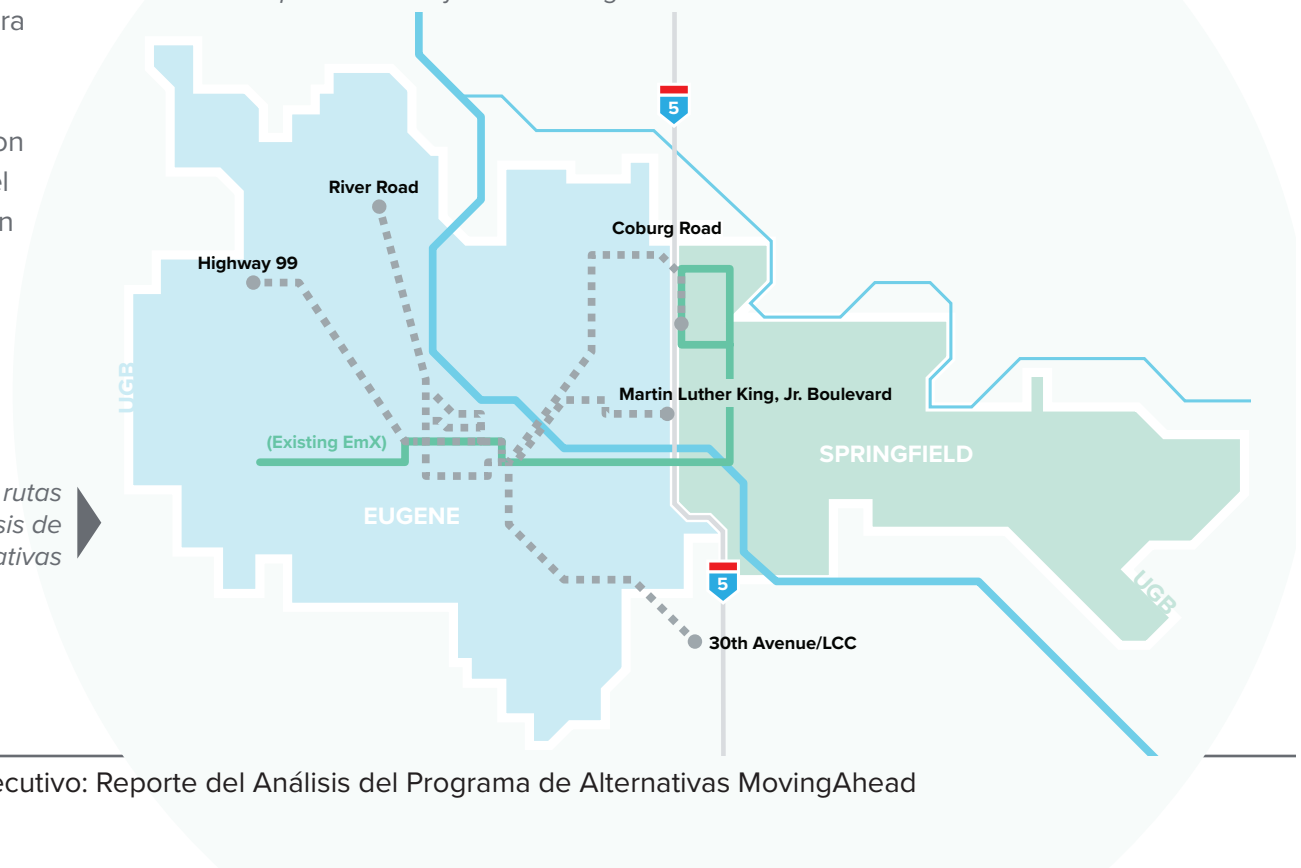 ra
on
el
n
5
River Road
Coburg Road
Highway 99
UGB
Martin Luther King, Jr. Boulevard
(Existing EmX)
SPRINGFIELD
rutas
sis de
ativas
EUGENE
5
UGB
30th Avenue/LCC
ecutivo: Reporte del Análisis del Programa de Alternativas MovingAhead